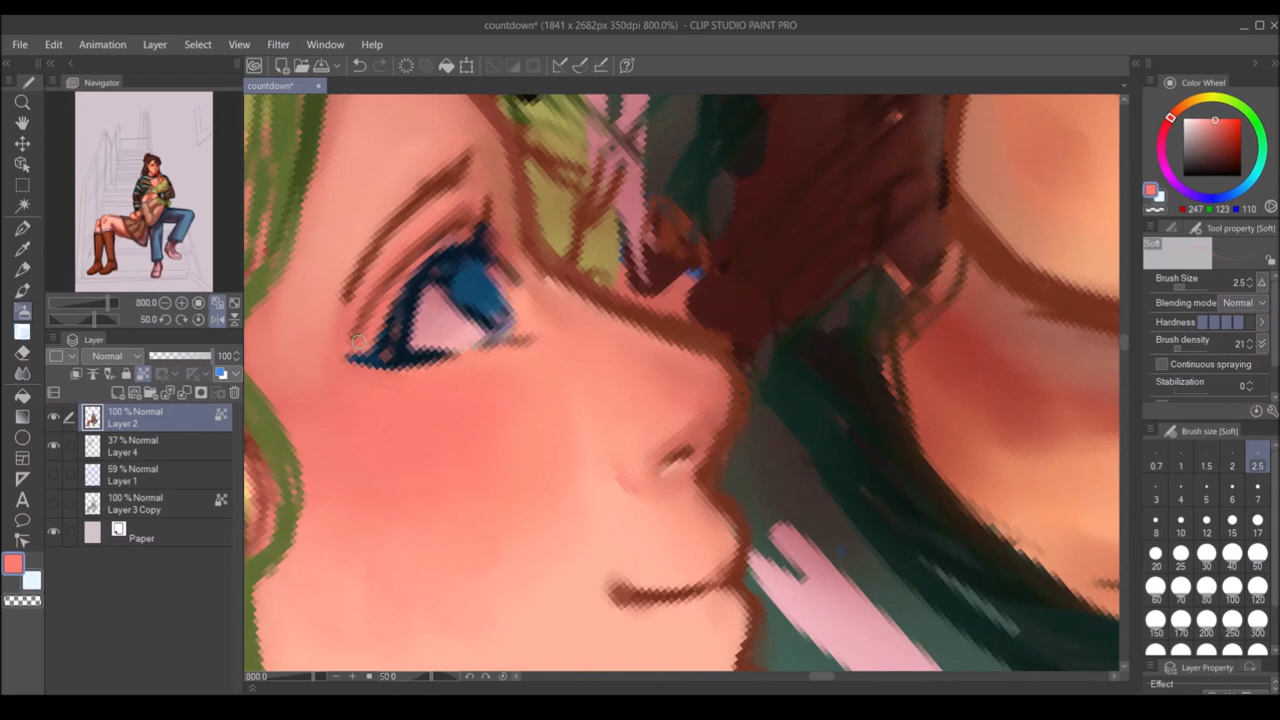 countdown* (1841 x 2682px 350dpi 800.0%) - CLIP STUDIO PAINT PRO
File Edit Animation Layer Select View Filter Window Help
Navigator
countdown*
Color Wheel
247 123 110
Tool property [Soft]
Soft
Brush Size 2.5
Blending mode Normal
Hardness
Brush density 21
Continuous spraying
Stabilization 0
800.0
50.0
Layer
Normal 100
100 % Normal
Layer 2
37 % Normal
Layer 4
59 % Normal
Layer 1
100 % Normal
Layer 3 Copy
Paper
Brush size [Soft]
0.7 1 1.5 2 2.5
3 4 5 6 7
8 10 12 15 17
20 25 30 40 50
60 70 80 100 120
150 170 200 250 300
800.0 50.0
Layer Property
Effect